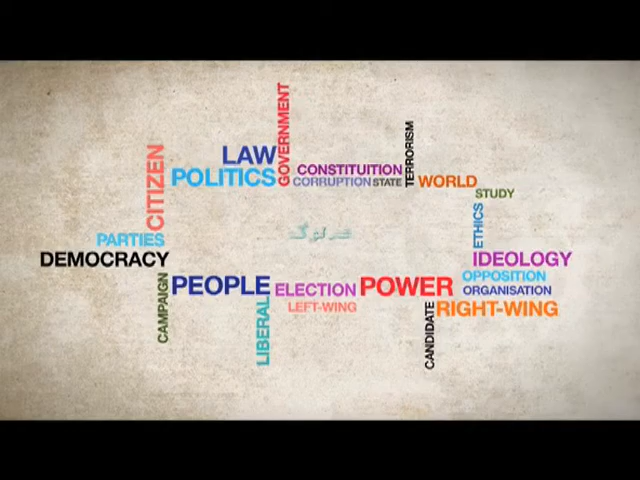 GOVERNMENT
TERRORISM
CITIZEN
LAW
CONSTITUTION
POLITICS
CORRUPTION
STATE
WORLD
STUDY
ETHICS
PARTIES
DEMOCRACY
IDEOLOGY
OPPOSITION
CAMPAIGN
PEOPLE
ELECTION
POWER
ORGANISATION
LIBERAL
LEFT-WING
CANDIDATE
RIGHT-WING